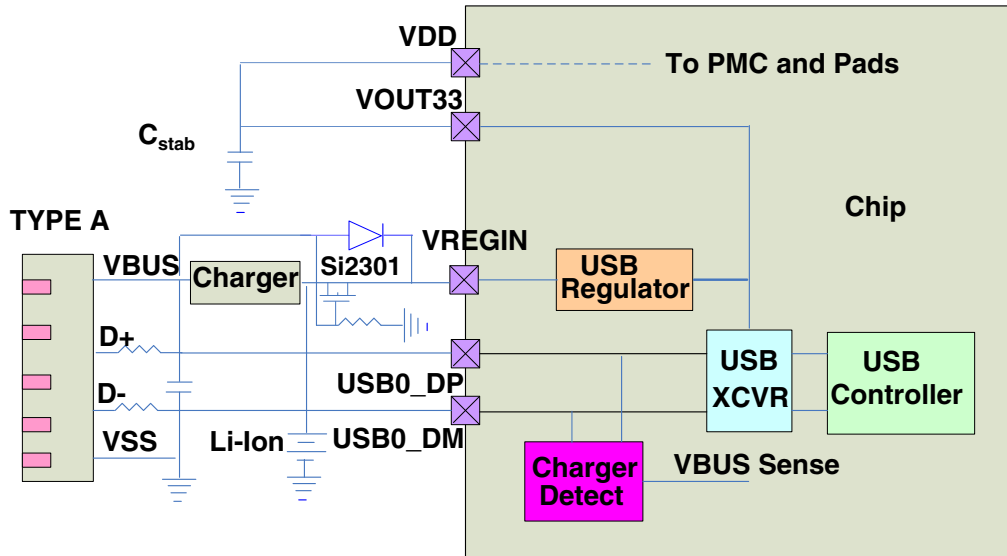 VDD
To PMC and Pads
VOUT33
Cstab
Chip
TYPE A
VREGIN
VBUS
Charger
Si2301
USB
Regulator
D+
USB
XCVR
USB
Controller
USB0_DP
D-
VSS
Li-Ion
USB0_DM
Charger
Detect
VBUS Sense